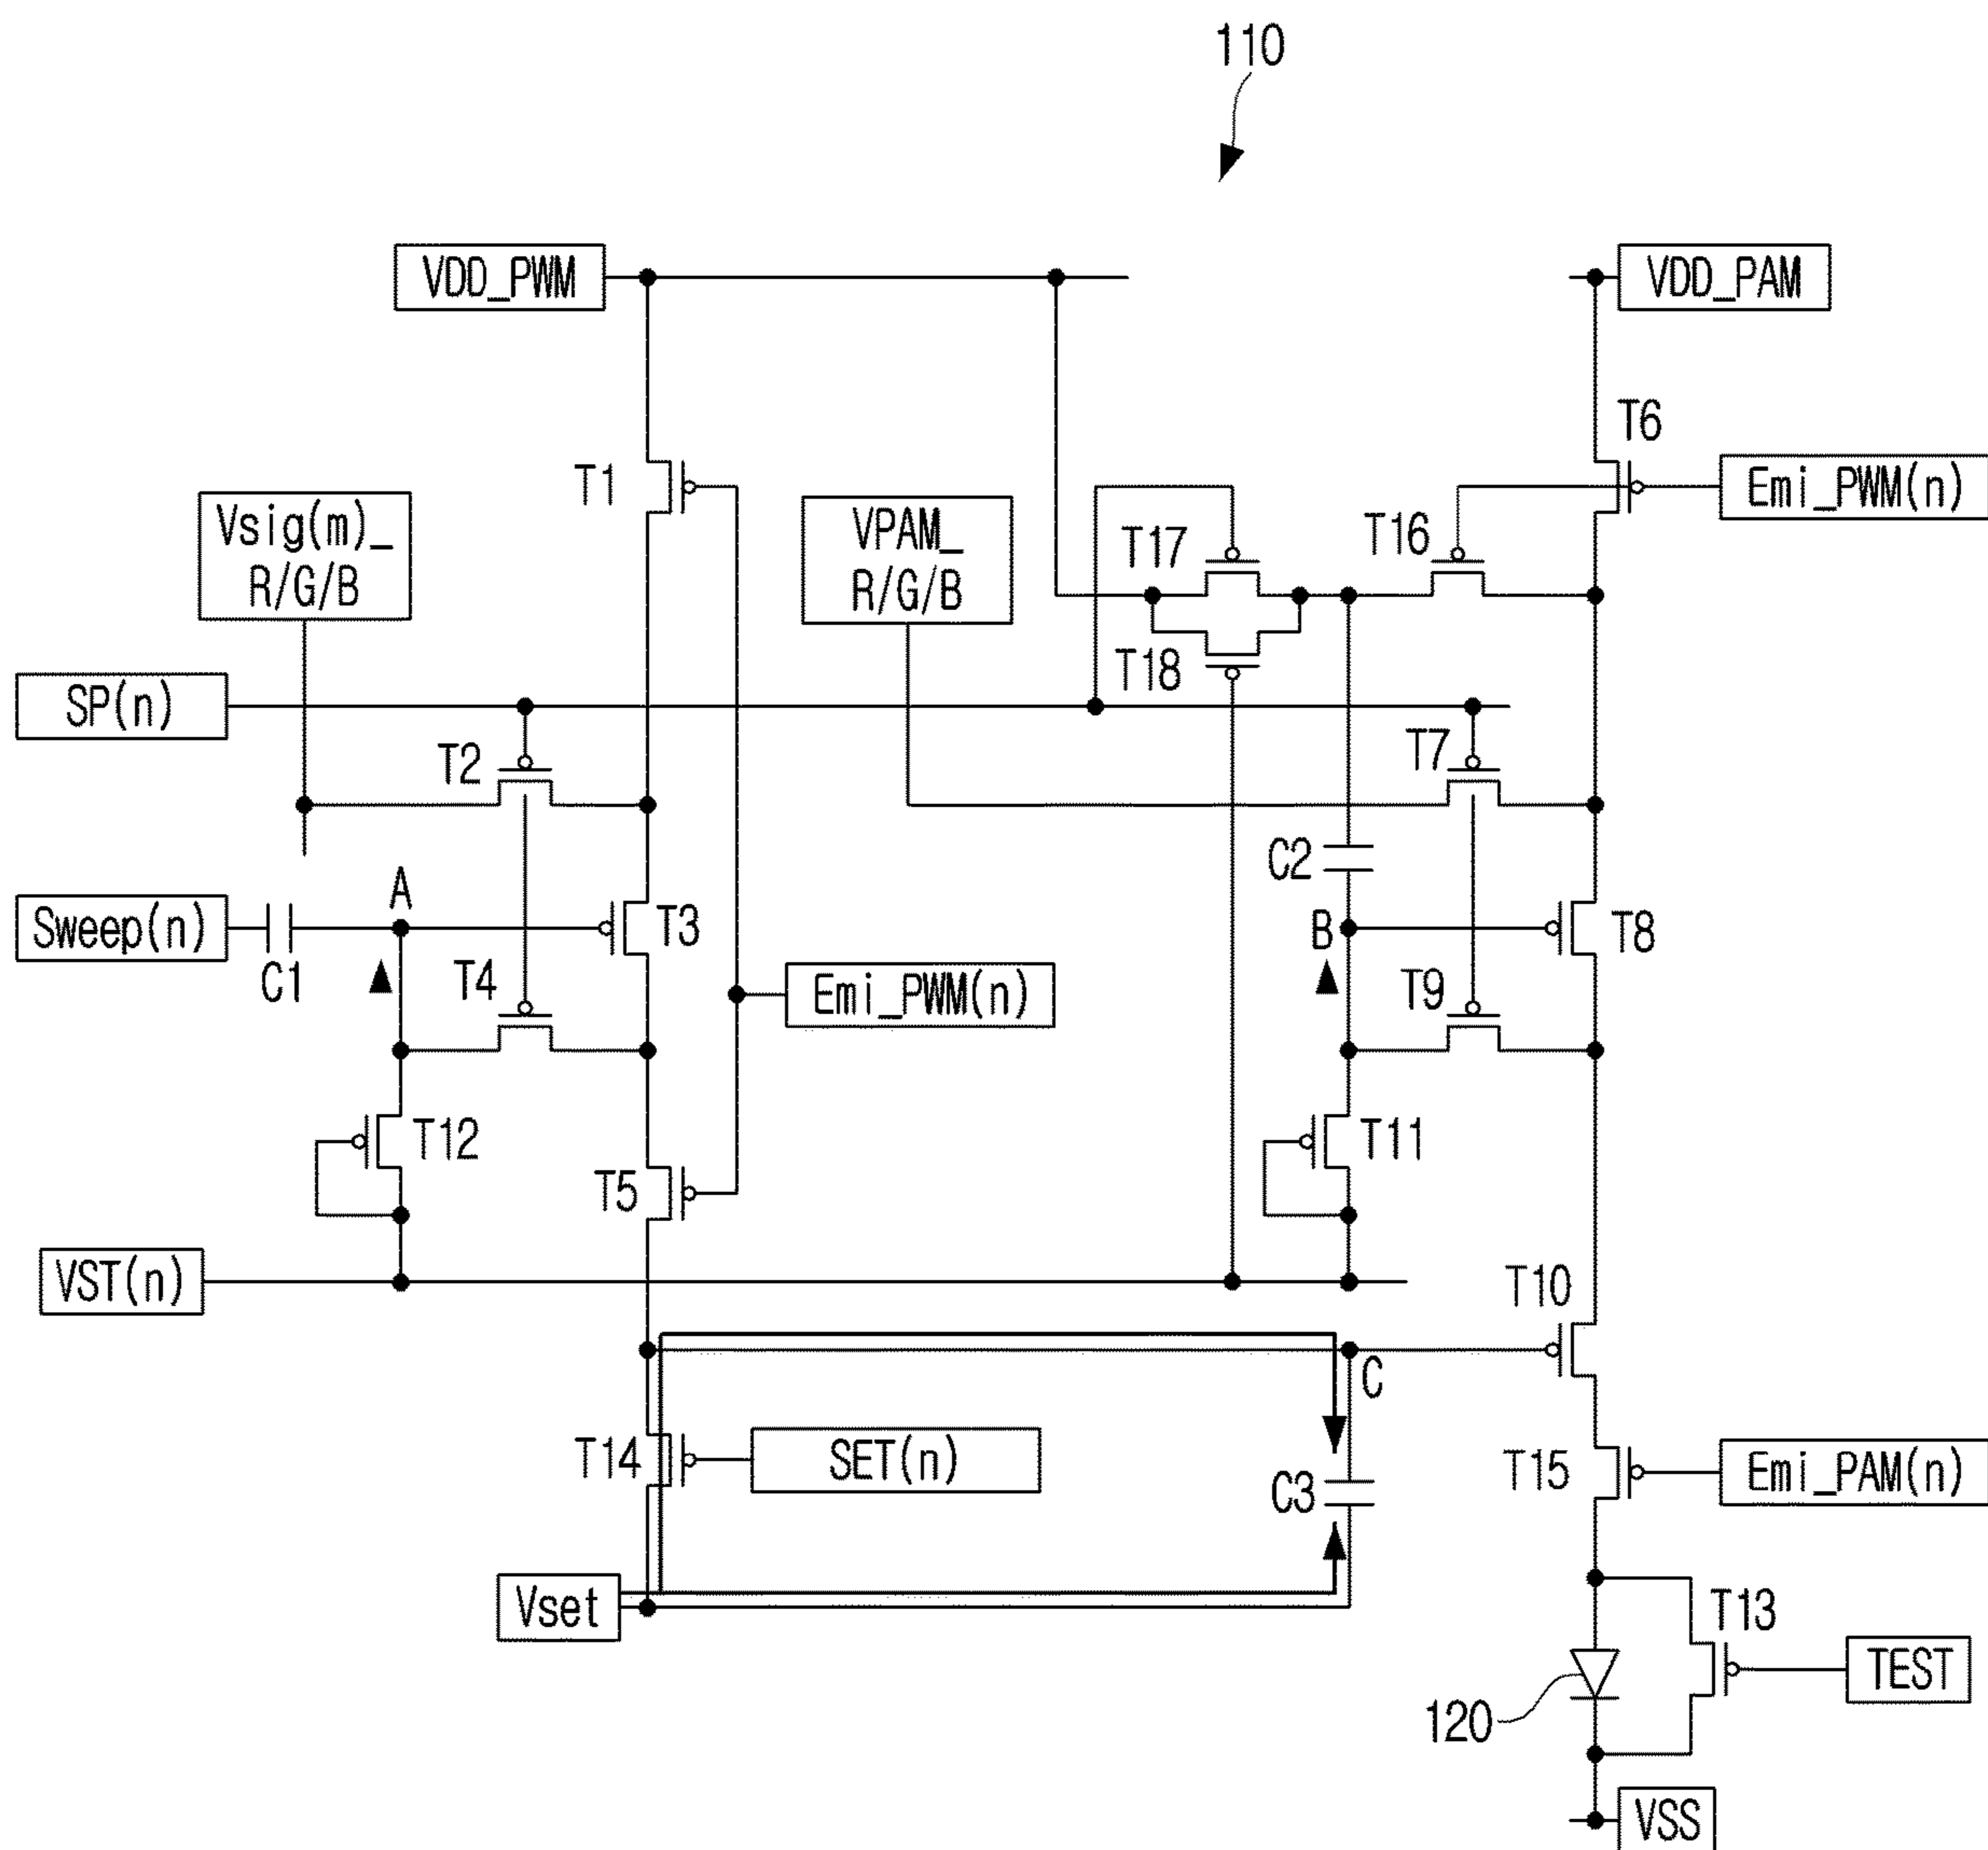 110
VDD_PWM
VDD_PAM
T6
T1
Emi_PWM(n)
Vsig(m)_
R/G/B
VPAM_
R/G/B
T17
T16
T18
SP(n)
T2
T7
C2
A
Sweep(n)
C1
T3
B
T8
T4
T9
Emi_PWM(n)
T12
T11
T5
VST(n)
T10
C
T14
SET(n)
C3
T15
Emi_PAM(n)
Vset
T13
TEST
120
VSS